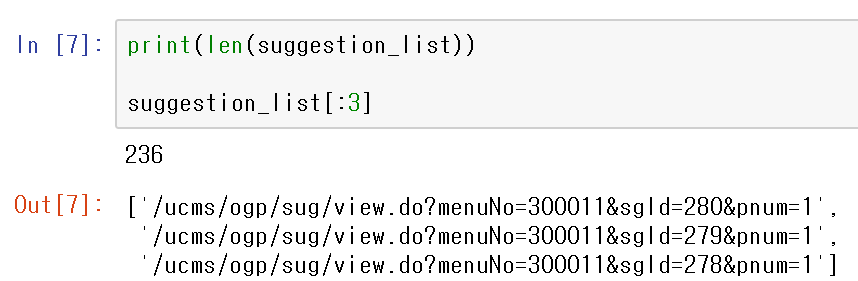 In [7]: print(len(suggestion_list))
suggestion_list[:3]
236
Out[7]: ['/ucms/ogp/sug/view.do?menuNo=300011&sgId=280&pnum=1',
'/ucms/ogp/sug/view.do?menuNo=300011&sgId=279&pnum=1',
'/ucms/ogp/sug/view.do?menuNo=300011&sgId=278&pnum=1']